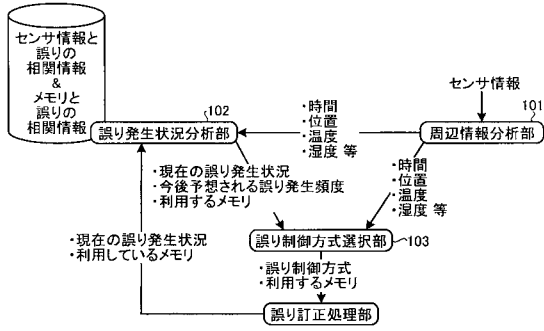 センサ情報と
誤りの
相関情報
&
メモリと
誤りの
相関情報
センサ情報
102
101
誤り発生状況分析部
・時間
・位置
・温度
・湿度 等
周辺情報分析部
・現在の誤り発生状況
・今後予想される誤り発生頻度
・利用するメモリ
・時間
・位置
・温度
・湿度 等
・現在の誤り発生状況
・利用しているメモリ
誤り制御方式選択部
103
・誤り制御方式
・利用するメモリ
誤り訂正処理部